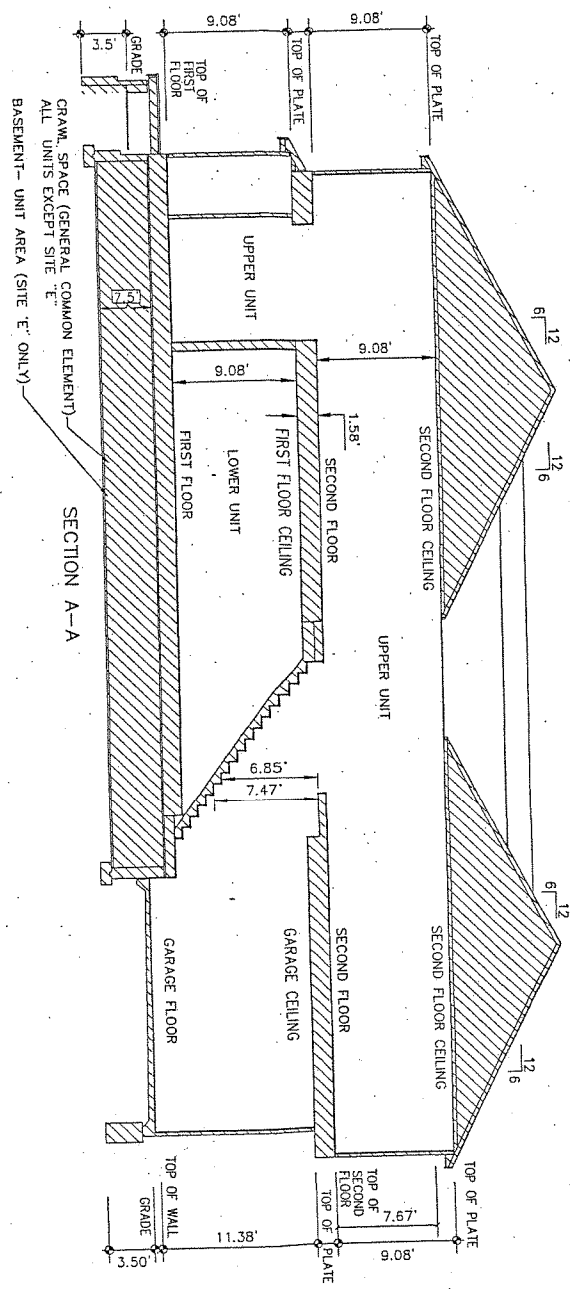 3.5'
9.08'
9.08'
GRADE
TOP OF
FIRST
FLOOR
TOP OF PLATE
TOP OF PLATE
12
6
12
6
12
6
12
6
UPPER UNIT
9.08'
9.08'
1.58'
7.5'
SECOND FLOOR CEILING
SECOND FLOOR
FIRST FLOOR CEILING
LOWER UNIT
FIRST FLOOR
UPPER UNIT
6.85'
7.47'
SECOND FLOOR CEILING
SECOND FLOOR
GARAGE CEILING
GARAGE FLOOR
CRAWL SPACE (GENERAL COMMON ELEMENT)
ALL UNITS EXCEPT SITE "E"
BASEMENT- UNIT AREA (SITE 'E' ONLY)
SECTION A-A
TOP OF PLATE
TOP OF
SECOND
FLOOR
TOP OF
PLATE
TOP OF WALL
GRADE
7.67'
9.08'
11.38'
3.50'